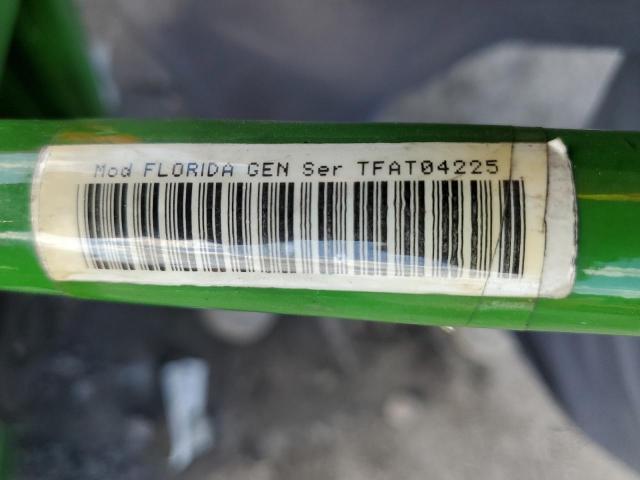 Mod FLORIDA GEN Ser TFAT04225